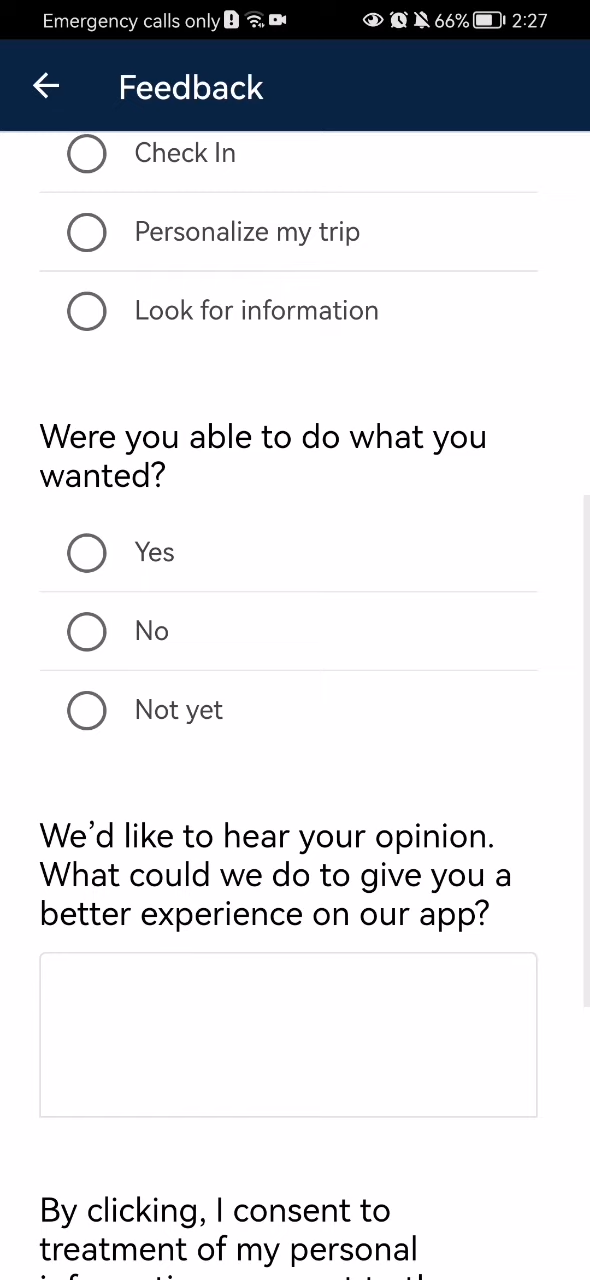 Emergency calls only 66% 2:27
Feedback
Check In
Personalize my trip
Look for information
Were you able to do what you
wanted?
Yes
No
Not yet
We’d like to hear your opinion.
What could we do to give you a
better experience on our app?
By clicking, I consent to
treatment of my personal